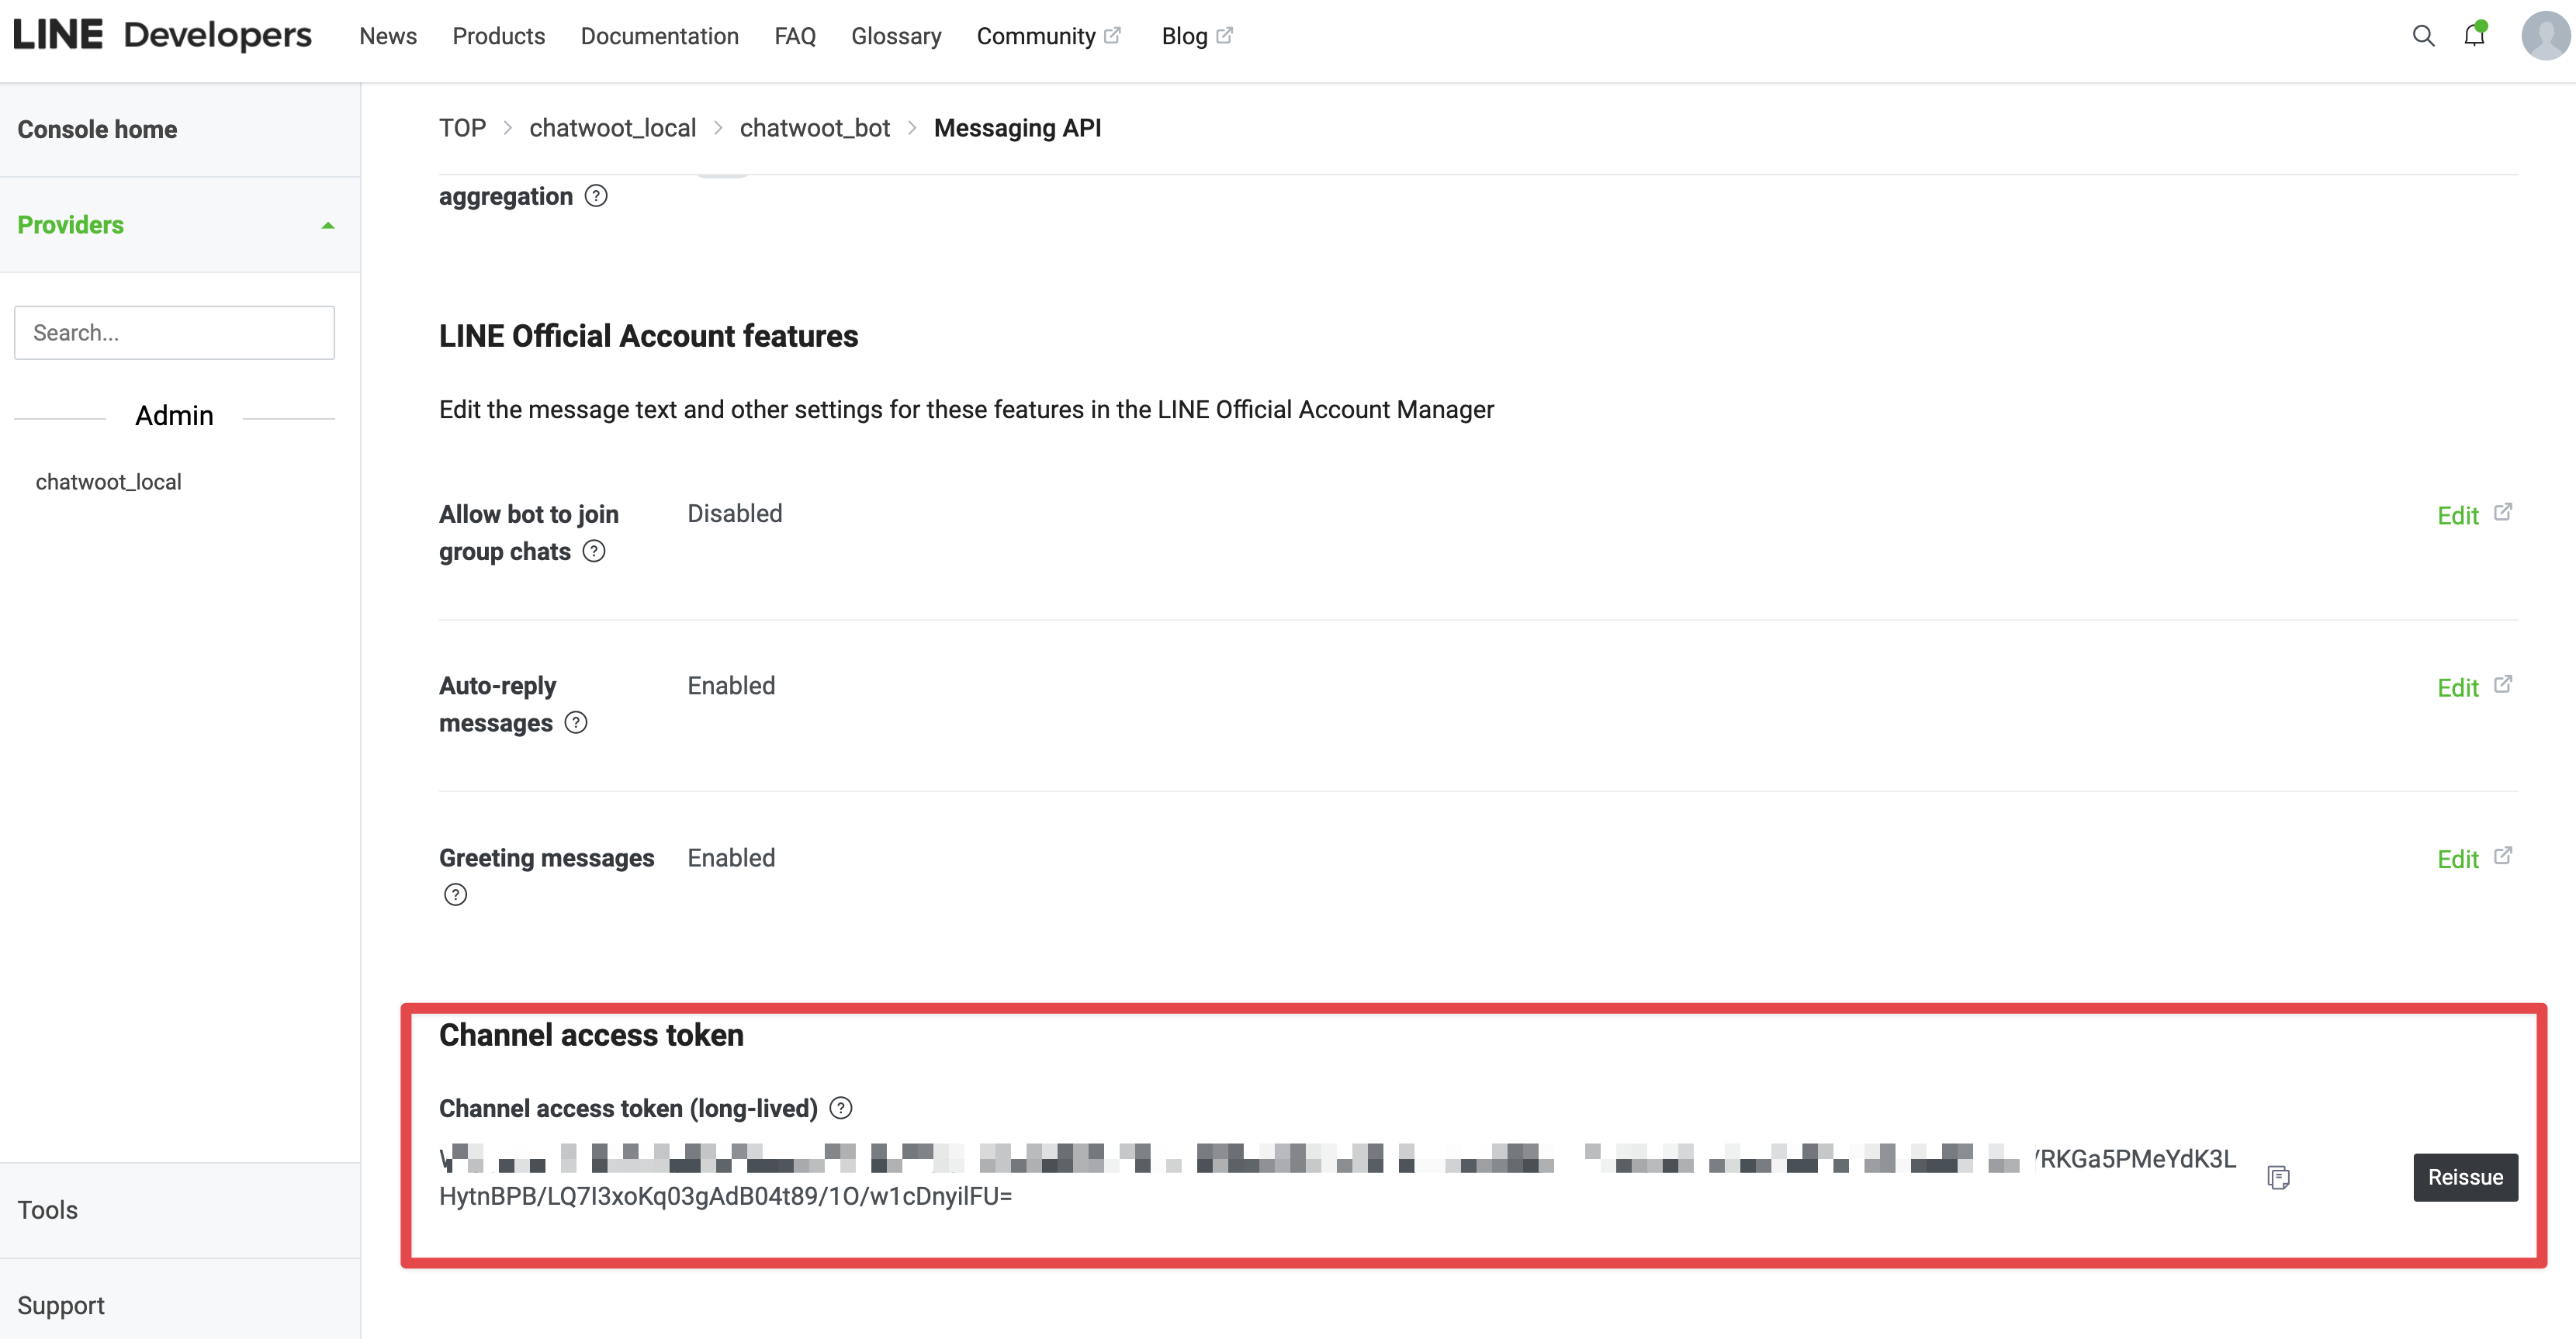 LINE Developers News Products Documentation FAQ Glossary Community Blog
Console home
Providers
Search...
Admin
chatwoot_local
Tools
Support
TOP > chatwoot_local > chatwoot_bot > Messaging API
aggregation ?
LINE Official Account features
Edit the message text and other settings for these features in the LINE Official Account Manager
Allow bot to join Disabled Edit
group chats ?
Auto-reply Enabled Edit
messages ?
Greeting messages Enabled Edit
?
Channel access token
Channel access token (long-lived) ?
RKGa5PMeYdK3L
HytnBPB/LQ7I3xoKq03gAdB04t89/1O/w1cDnyilFU=
Reissue